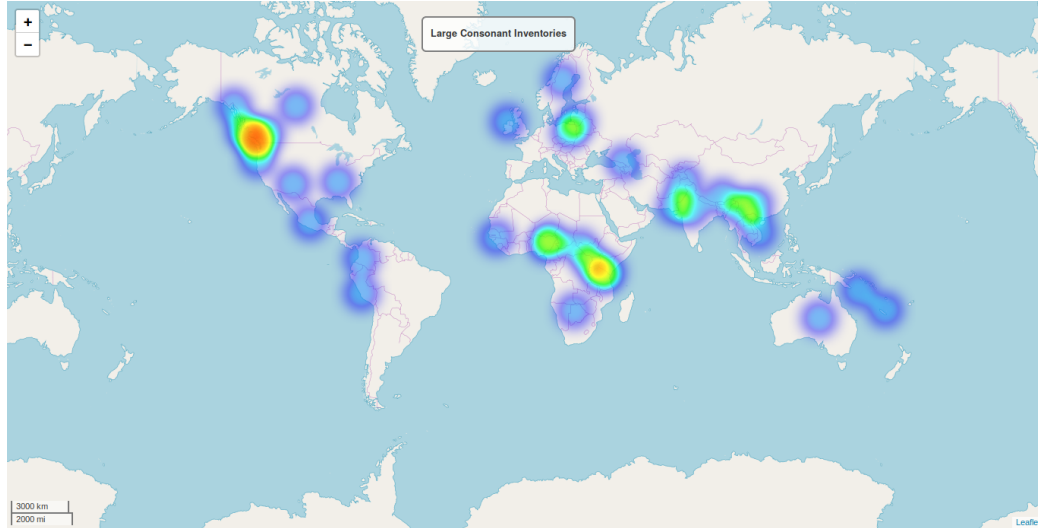 +
Large Consonant Inventories
−
3000 km
2000 mi
Leafle